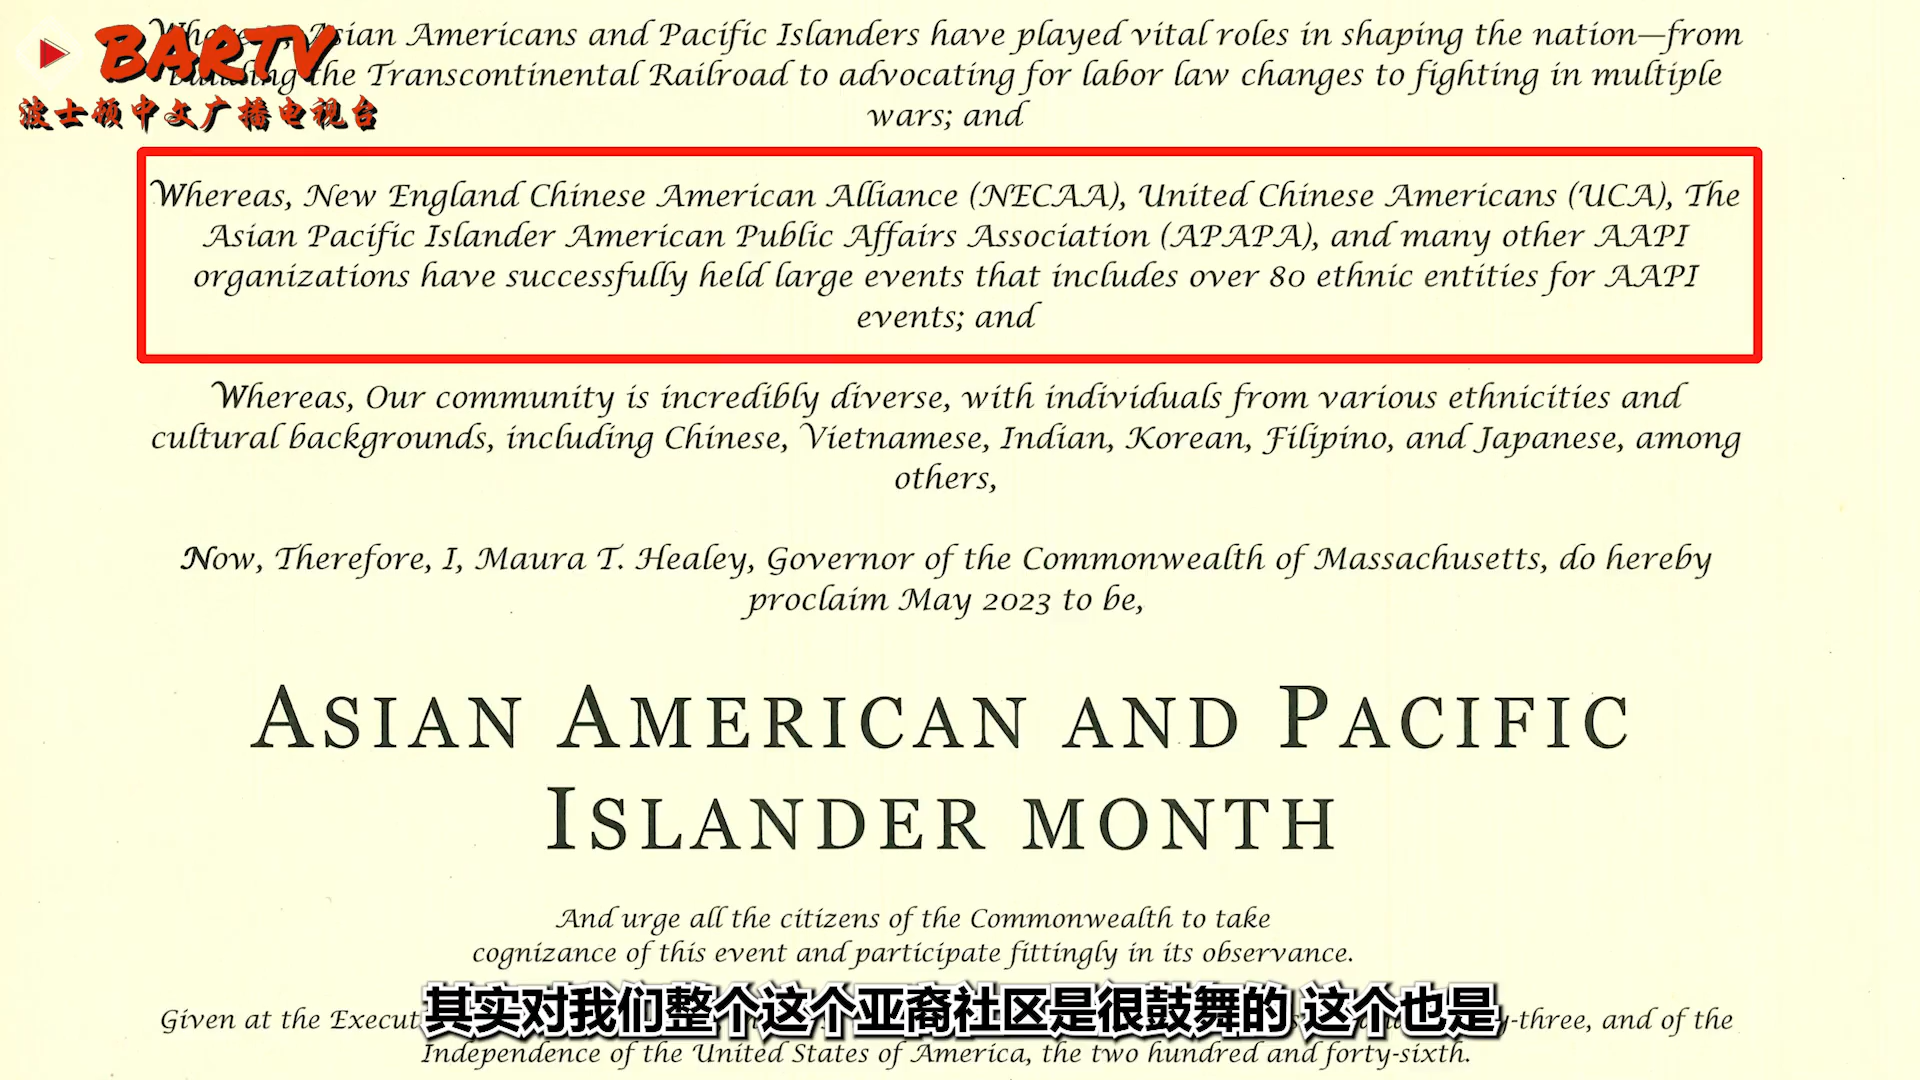 Asian Americans and Pacific Islanders have played vital roles in shaping the nation—from
BARTV
the Transcontinental Railroad to advocating for labor law changes to fighting in multiple
波士顿中文广播电视台
wars; and
Whereas, New England Chinese American Alliance (NECAA), United Chinese Americans (UCA), The
Asian Pacific Islander American Public Affairs Association (APAPA), and many other AAPI
organizations have successfully held large events that includes over 80 ethnic entities for AAPI
events; and
Whereas, Our community is incredibly diverse, with individuals from various ethnicities and
cultural backgrounds, including Chinese, Vietnamese, Indian, Korean, Filipino, and Japanese, among
others,
Now, Therefore, I, Maura T. Healey, Governor of the Commonwealth of Massachusetts, do hereby
proclaim May 2023 to be,
ASIAN AMERICAN AND PACIFIC
ISLANDER MONTH
And urge all the citizens of the Commonwealth to take
cognizance of this event and participate fittingly in its observance.
其实对我们整个这个亚裔社区是很鼓舞的 这个也是
Given at the -three, and of the
Independence of the United States of America, the two hundred and forty-sixth.